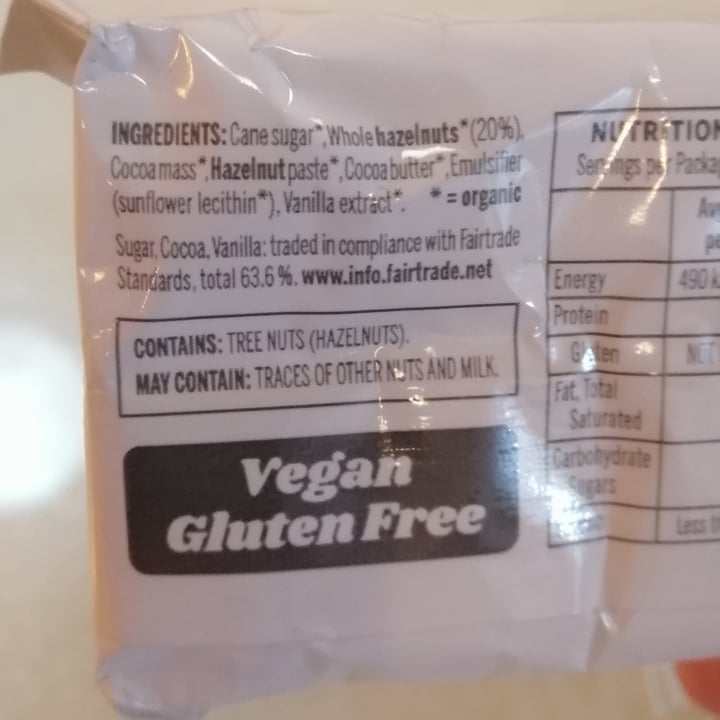 INGREDIENTS: Cane sugar*, Whole hazelnuts* (20%),
Cocoa mass*, Hazelnut paste*, Cocoa butter*, Emulsifier
(sunflower lecithin*), Vanilla extract*. * = organic
Sugar, Cocoa, Vanilla: traded in compliance with Fairtrade
Standards, total 63.6 %. www.info.fairtrade.net
CONTAINS: TREE NUTS (HAZELNUTS).
MAY CONTAIN: TRACES OF OTHER NUTS AND MILK.
Vegan
Gluten Free
NUTRITION
Servings per Packa
Energy 490 k
Protein
Gluten NOT
Fat, Total
Saturated
Carbohydrate
Sugars
Less